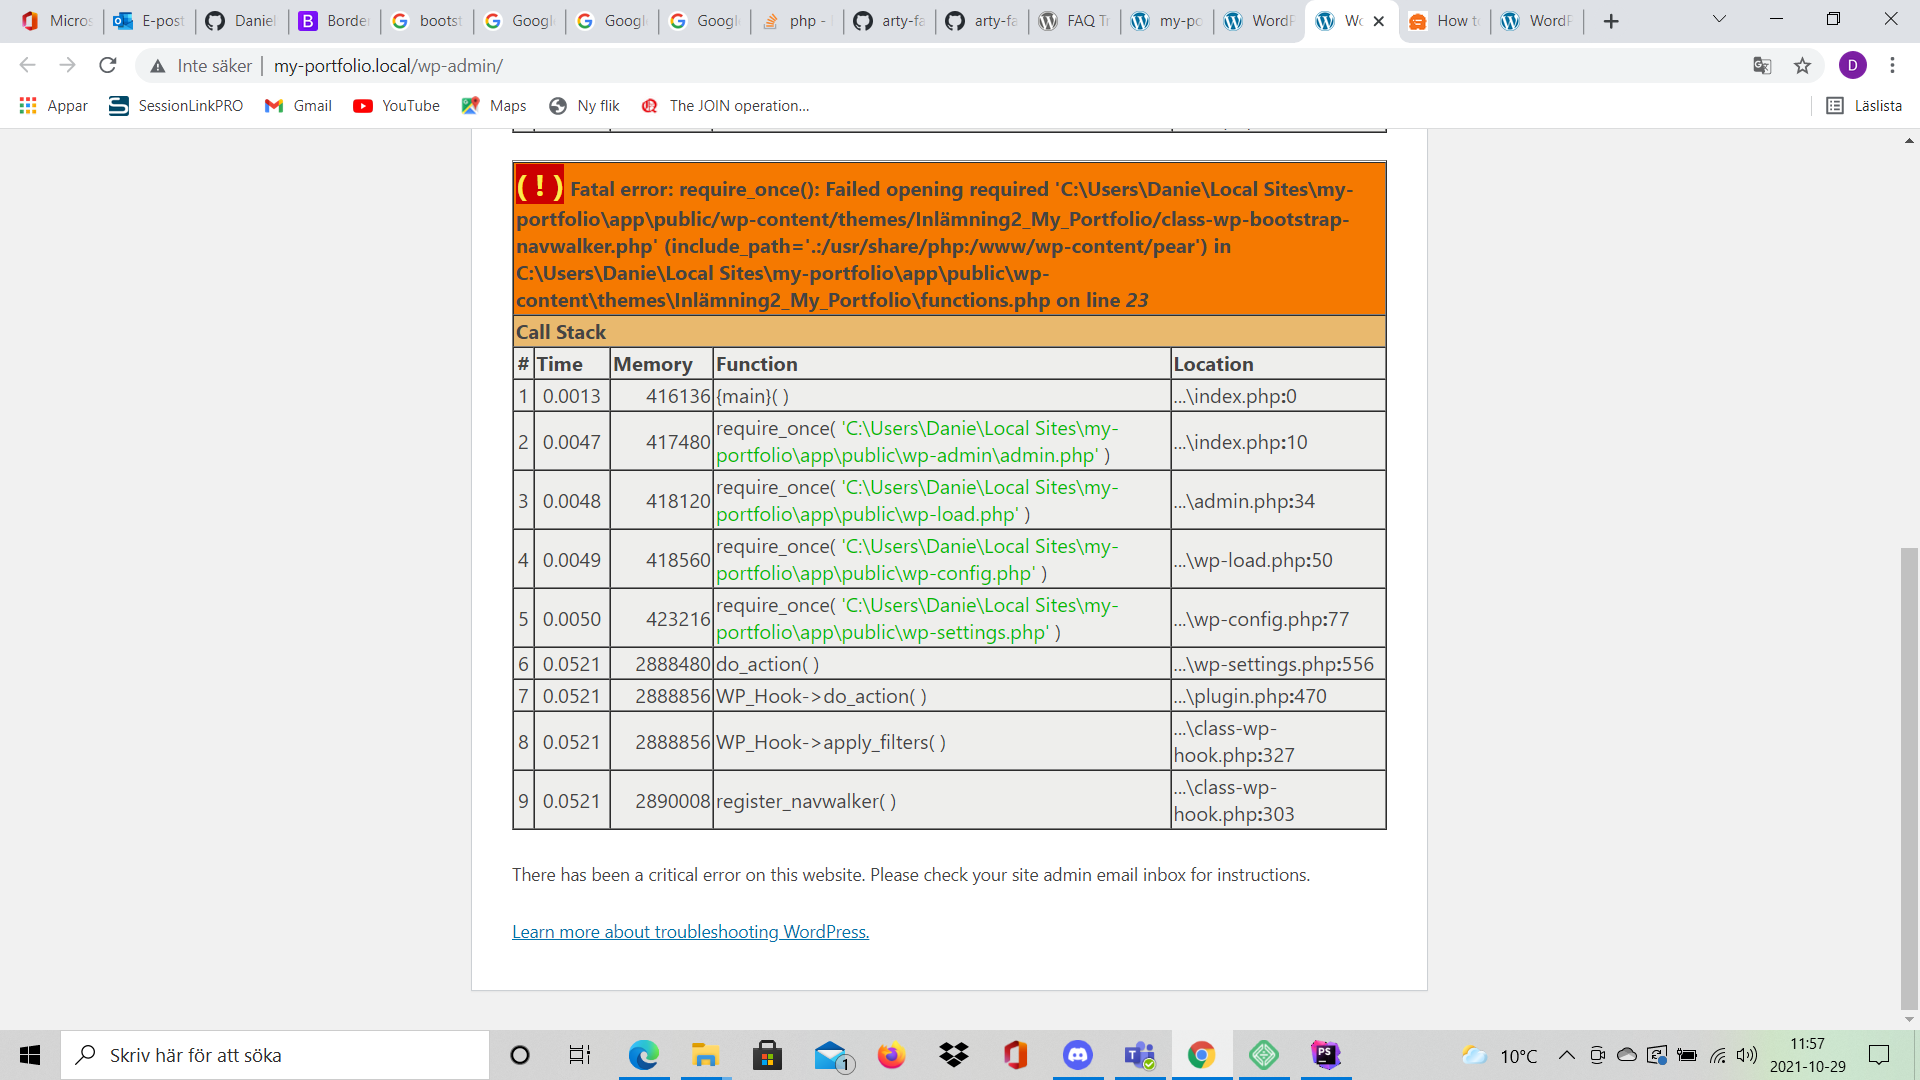 Micros
E-post
Daniel
Border
bootst
Google
Google
Google
php -
arty-fa
arty-fa
FAQ Tr
my-po
WordP
Wo
How to
WordP
Inte säker
my-portfolio.local/wp-admin/
D
Appar
SessionLinkPRO
Gmail
YouTube
Maps
Ny flik
The JOIN operation...
Läslista
( ! ) Fatal error: require_once(): Failed opening required 'C:\Users\Danie\Local Sites\my-
portfolio\app\public/wp-content/themes/Inlämning2_My_Portfolio/class-wp-bootstrap-
navwalker.php' (include_path='.:/usr/share/php:/www/wp-content/pear') in
C:\Users\Danie\Local Sites\my-portfolio\app\public\wp-
content\themes\Inlämning2_My_Portfolio\functions.php on line 23
Call Stack
# Time Memory Function Location
1 0.0013 416136 {main}( ) ...\index.php:0
2 0.0047 417480 require_once( 'C:\Users\Danie\Local Sites\my-
portfolio\app\public\wp-admin\admin.php' ) ...\index.php:10
3 0.0048 418120 require_once( 'C:\Users\Danie\Local Sites\my-
portfolio\app\public\wp-load.php' ) ...\admin.php:34
4 0.0049 418560 require_once( 'C:\Users\Danie\Local Sites\my-
portfolio\app\public\wp-config.php' ) ...\wp-load.php:50
5 0.0050 423216 require_once( 'C:\Users\Danie\Local Sites\my-
portfolio\app\public\wp-settings.php' ) ...\wp-config.php:77
6 0.0521 2888480 do_action( ) ...\wp-settings.php:556
7 0.0521 2888856 WP_Hook->do_action( ) ...\plugin.php:470
8 0.0521 2888856 WP_Hook->apply_filters( ) ...\class-wp-
hook.php:327
9 0.0521 2890008 register_navwalker( ) ...\class-wp-
hook.php:303
There has been a critical error on this website. Please check your site admin email inbox for instructions.
Learn more about troubleshooting WordPress.
Skriv här för att söka
1
10°C
11:57
2021-10-29